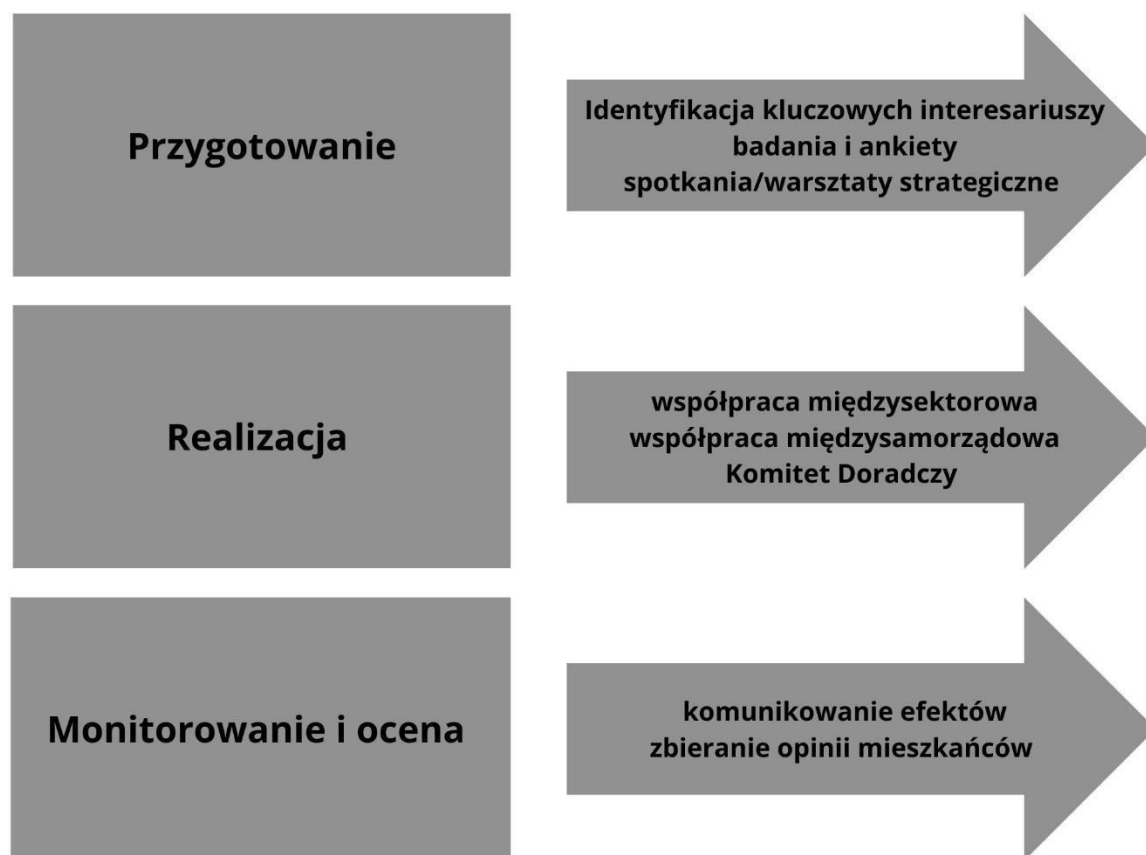 Przygotowanie
Identyfikacja kluczowych interesariuszy
badania i ankiety
spotkania/warsztaty strategiczne
Realizacja
współpraca międzysektorowa
współpraca międzysamorządowa
Komitet Doradczy
Monitorowanie i ocena
komunikowanie efektów
zbieranie opinii mieszkańców